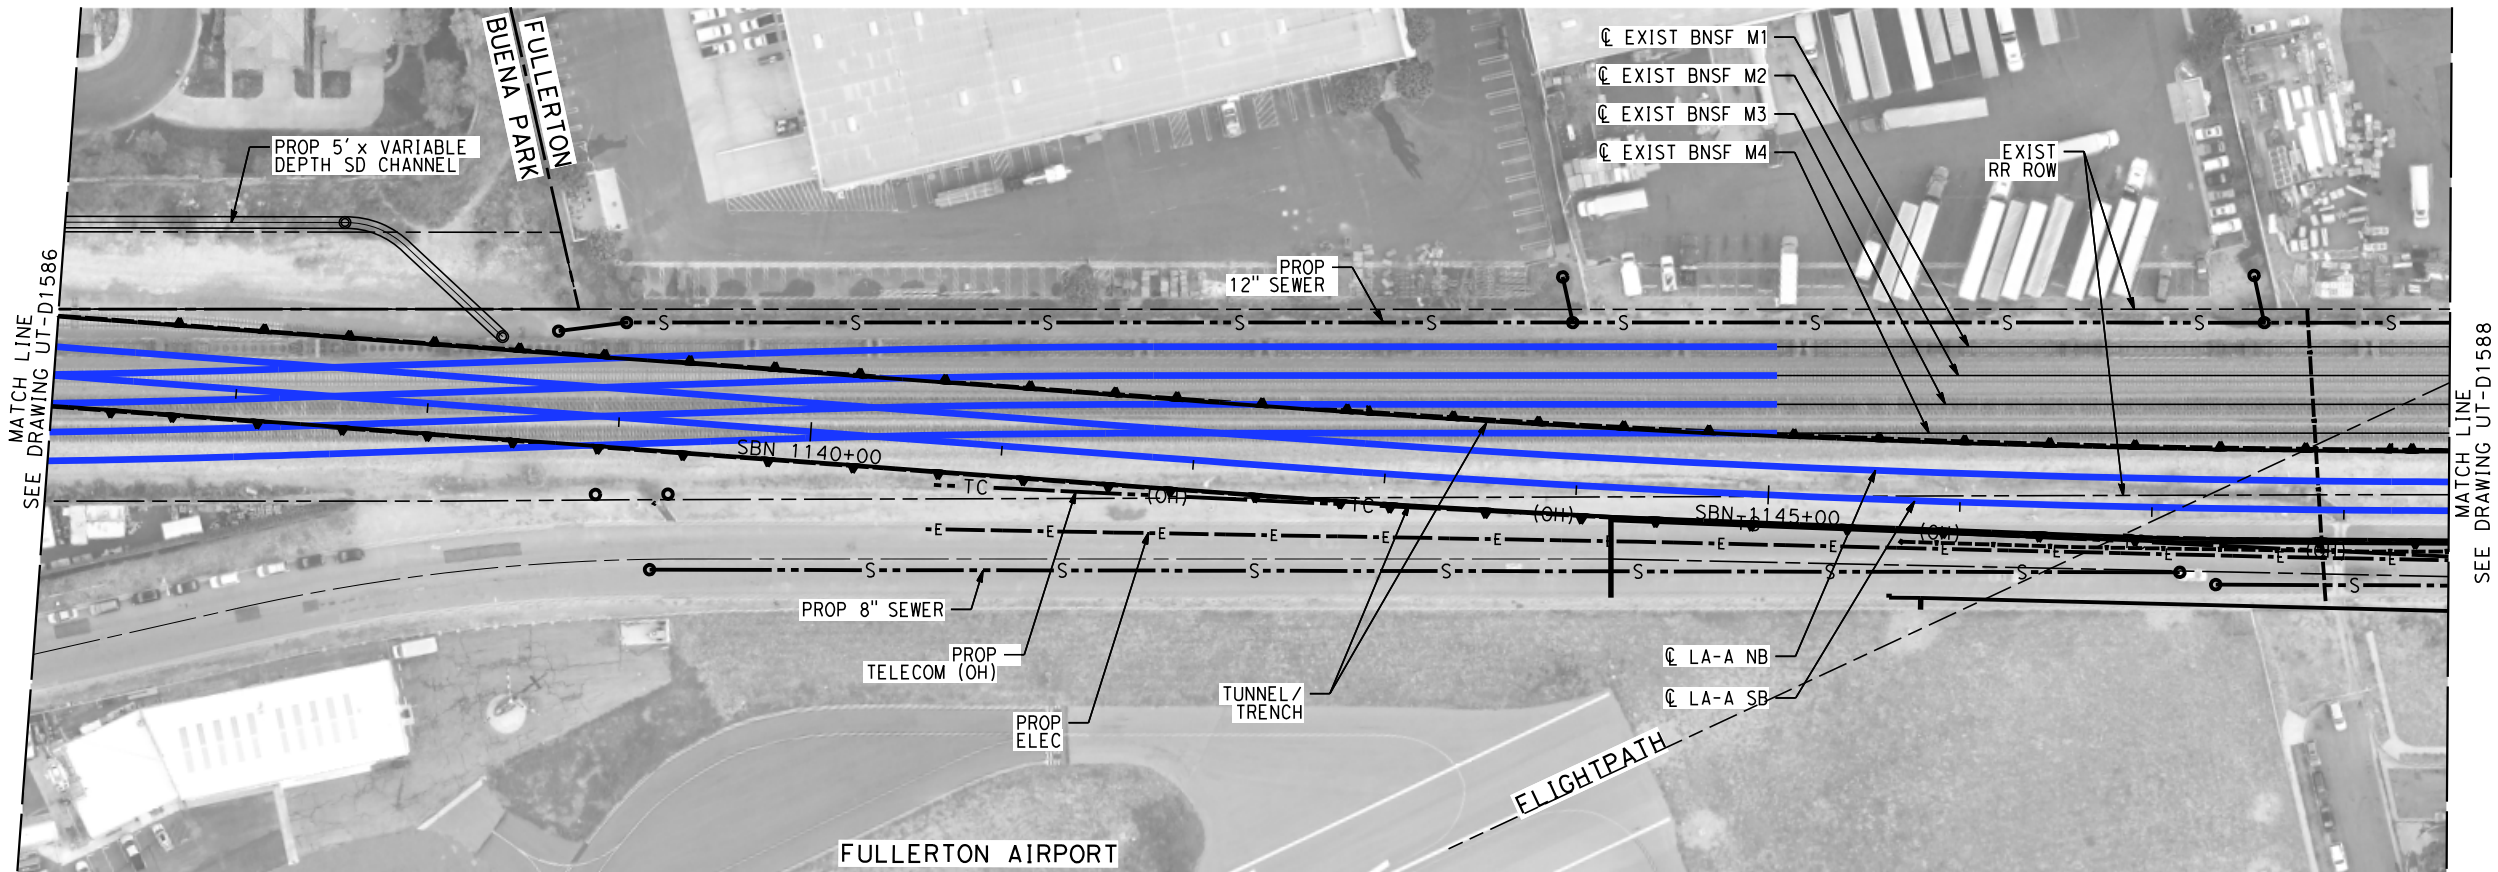 FULLERTON
BUENA PARK
℄ EXIST BNSF M1
℄ EXIST BNSF M2
℄ EXIST BNSF M3
℄ EXIST BNSF M4
PROP 5' x VARIABLE
DEPTH SD CHANNEL
EXIST
RR ROW
PROP
12" SEWER
MATCH LINE
SEE DRAWING UT-D1586
MATCH LINE
SEE DRAWING UT-D1588
S S S S S S S S S S
SBN 1140+00
TC (OH) TC (OH)
SBN 1145+00
(OH) (OH)
E E E E E E E E E E E E E E
S S S S S S S S
PROP 8" SEWER
PROP
TELECOM (OH)
PROP
ELEC
TUNNEL/
TRENCH
℄ LA-A NB
℄ LA-A SB
FLIGHTPATH
FULLERTON AIRPORT